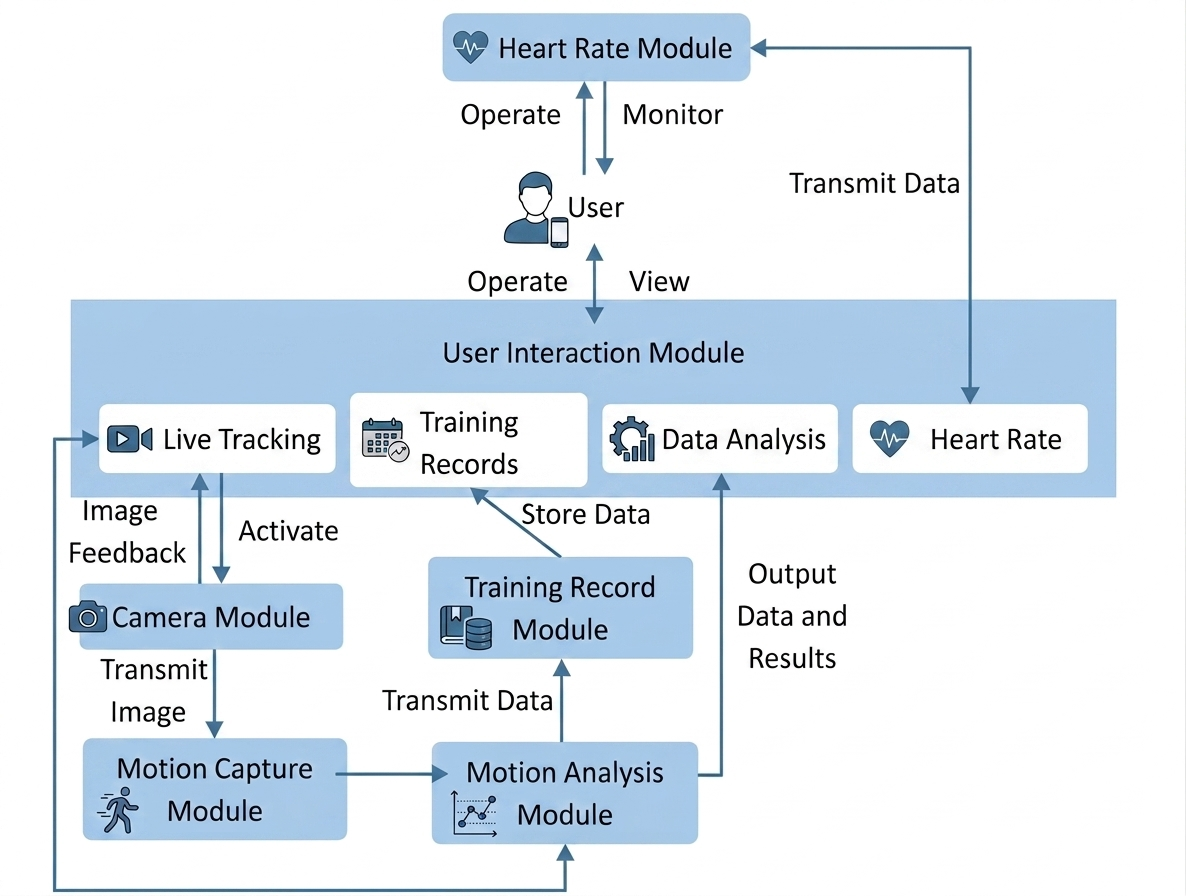 Heart Rate Module
Operate
Monitor
Transmit Data
User
Operate
View
User Interaction Module
Live Tracking
Training
Records
Data Analysis
Heart Rate
Image
Feedback
Activate
Store Data
Output
Data and
Results
Camera Module
Training Record
Module
Transmit
Image
Transmit Data
Motion Capture
Module
Motion Analysis
Module